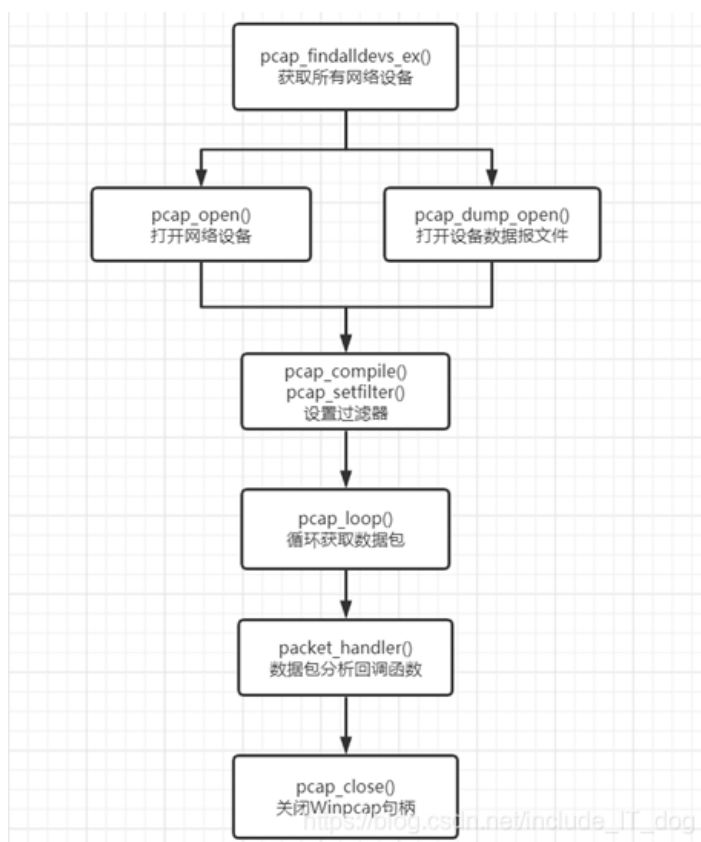 pcap_findalldevs_ex()
获取所有网络设备
pcap_open()
打开网络设备
pcap_dump_open()
打开设备数据报文件
pcap_compile()
pcap_setfilter()
设置过滤器
pcap_loop()
循环获取数据包
packet_handler()
数据包分析回调函数
pcap_close()
关闭Winpcap句柄
https://blog.csdn.net/include_IT_dog